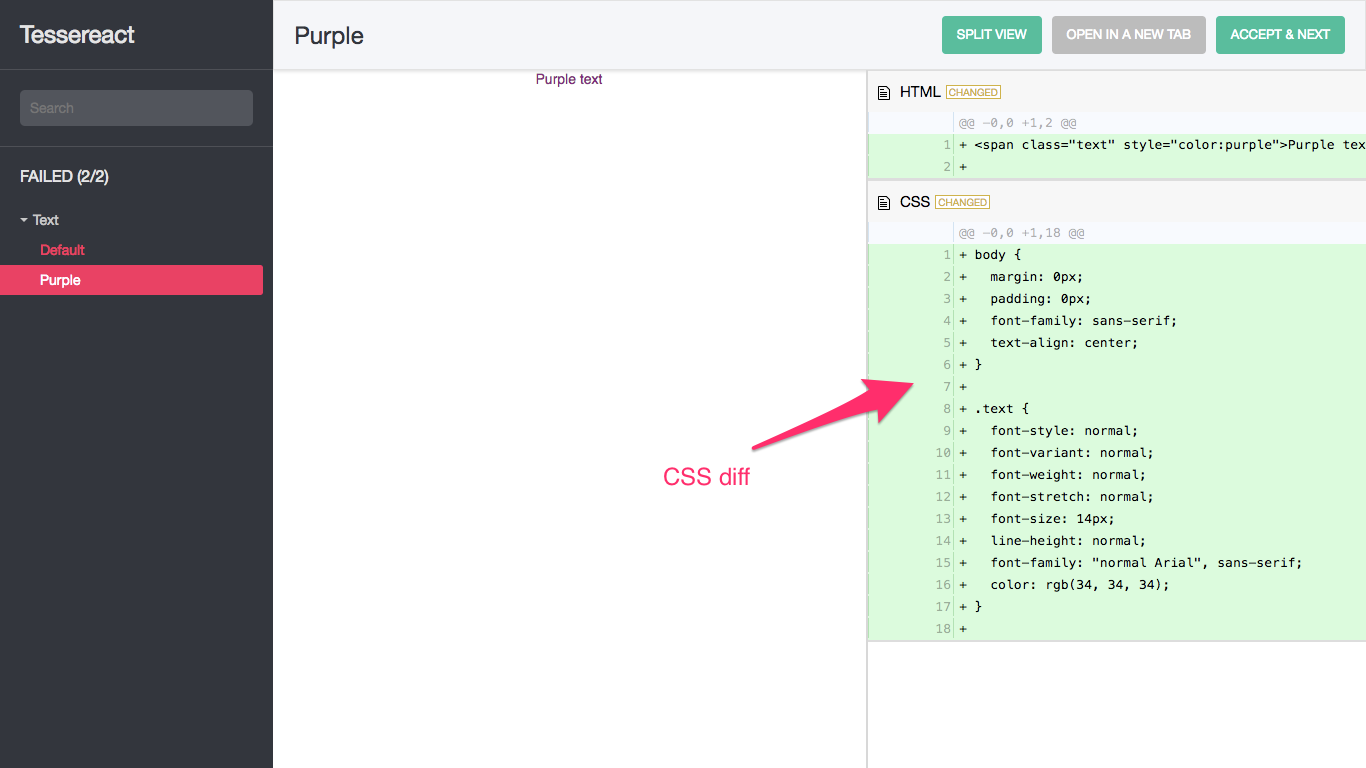 Tessereact
Search
FAILED (2/2)
Text
Default
Purple
Purple
SPLIT VIEW
OPEN IN A NEW TAB
ACCEPT & NEXT
Purple text
CSS diff
HTML CHANGED
@@ -0,0 +1,2 @@
1 + <span class="text" style="color:purple">Purple tex
2 +
CSS CHANGED
@@ -0,0 +1,18 @@
1 + body {
2 +   margin: 0px;
3 +   padding: 0px;
4 +   font-family: sans-serif;
5 +   text-align: center;
6 + }
7 +
8 + .text {
9 +   font-style: normal;
10 +   font-variant: normal;
11 +   font-weight: normal;
12 +   font-stretch: normal;
13 +   font-size: 14px;
14 +   line-height: normal;
15 +   font-family: "normal Arial", sans-serif;
16 +   color: rgb(34, 34, 34);
17 + }
18 +